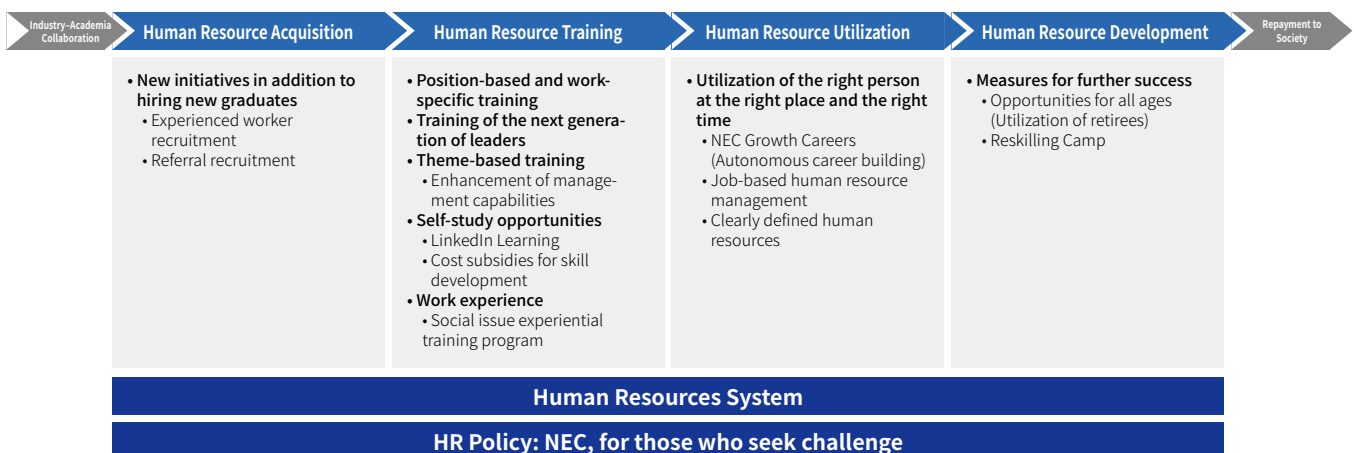 Industry–Academia
Collaboration
Human Resource Acquisition
Human Resource Training
Human Resource Utilization
Human Resource Development
Repayment to
Society
• New initiatives in addition to
hiring new graduates
• Experienced worker
recruitment
• Referral recruitment
• Position-based and work-
specific training
• Training of the next genera-
tion of leaders
• Theme-based training
• Enhancement of manage-
ment capabilities
• Self-study opportunities
• LinkedIn Learning
• Cost subsidies for skill
development
• Work experience
• Social issue experiential
training program
• Utilization of the right person
at the right place and the right
time
• NEC Growth Careers
(Autonomous career building)
• Job-based human resource
management
• Clearly defined human
resources
• Measures for further success
• Opportunities for all ages
(Utilization of retirees)
• Reskilling Camp
Human Resources System
HR Policy: NEC, for those who seek challenge